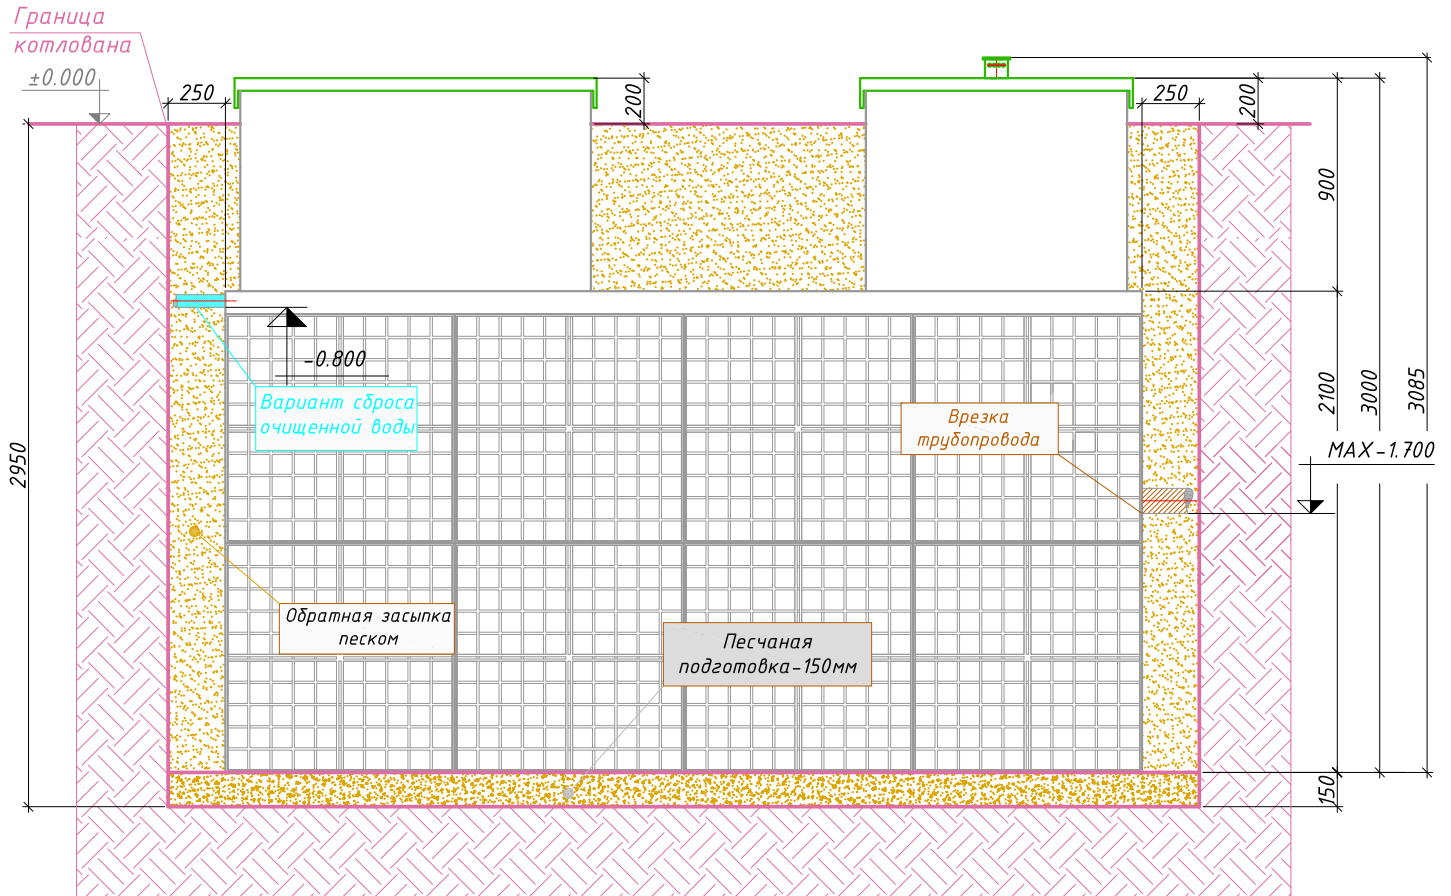 Граница
котлована
±0.000
250
200
250
200
900
2100
3000
3085
-0.800
Вариант сброса
очищенной воды
Врезка
трубопровода
MAX-1.700
2950
Обратная засыпка
песком
Песчаная
подготовка-150мм
150